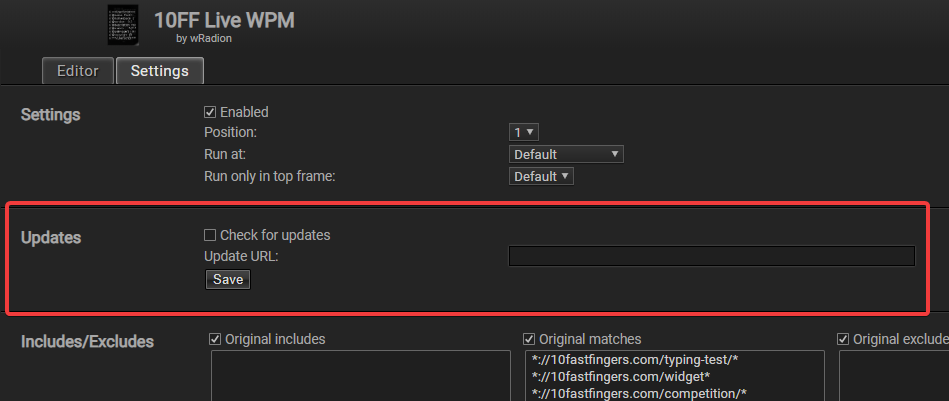 10FF Live WPM
by wRadion
Editor Settings
Settings
Enabled
Position: 1
Run at: Default
Run only in top frame: Default
Updates
Check for updates
Update URL:
Save
Includes/Excludes
Original includes Original matches Original exclude
*://10fastfingers.com/typing-test/*
*://10fastfingers.com/widget*
*://10fastfingers.com/competition/*